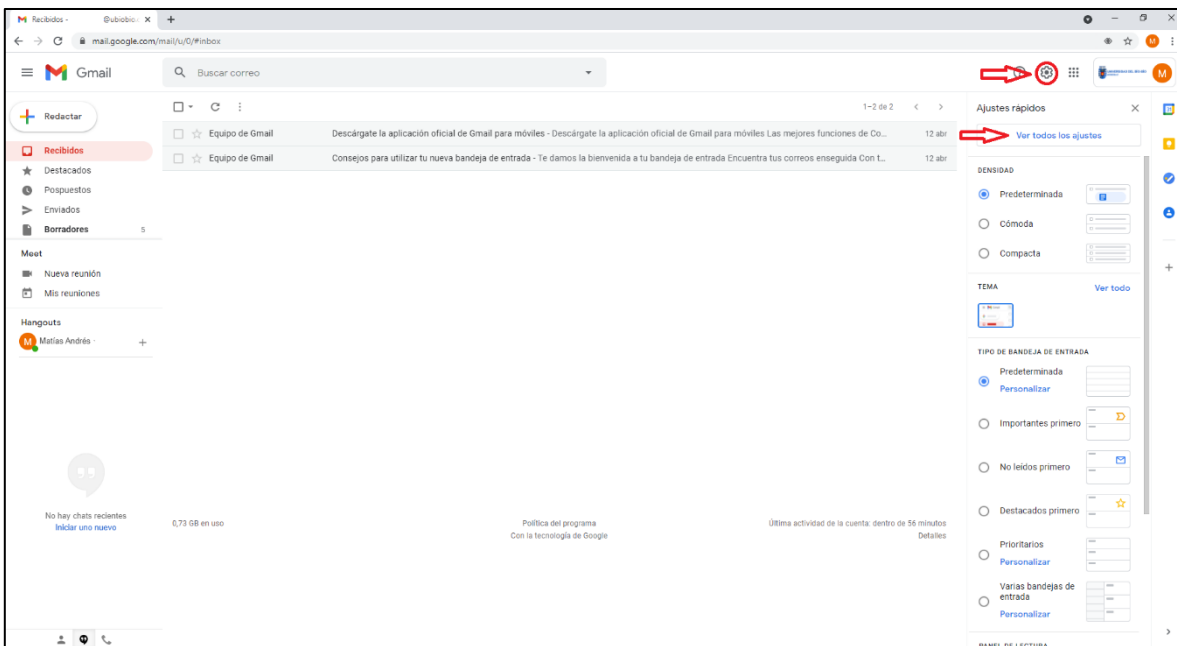 Recibidos - @ubiobio.c
mail.google.com/mail/u/0/#inbox
M
Gmail
Buscar correo
M
Redactar
1–2 de 2
Ajustes rápidos
Equipo de Gmail Descárgate la aplicación oficial de Gmail para móviles - Descárgate la aplicación oficial de Gmail para móviles Las mejores funciones de Co... 12 abr
Ver todos los ajustes
Recibidos
Equipo de Gmail Consejos para utilizar tu nueva bandeja de entrada - Te damos la bienvenida a tu bandeja de entrada Encuentra tus correos enseguida Con t... 12 abr
Destacados
Pospuestos
Enviados
Borradores 5
Meet
Nueva reunión
Mis reuniones
Hangouts
M Matías Andrés -
No hay chats recientes
Iniciar uno nuevo
0,73 GB en uso
Política del programa
Con la tecnología de Google
Última actividad de la cuenta: dentro de 56 minutos
Detalles
DENSIDAD
Predeterminada
Cómoda
Compacta
TEMA Ver todo
TIPO DE BANDEJA DE ENTRADA
Predeterminada
Personalizar
Importantes primero
No leídos primero
Destacados primero
Prioritarios
Personalizar
Varias bandejas de
entrada
Personalizar
PANEL DE LECTURA